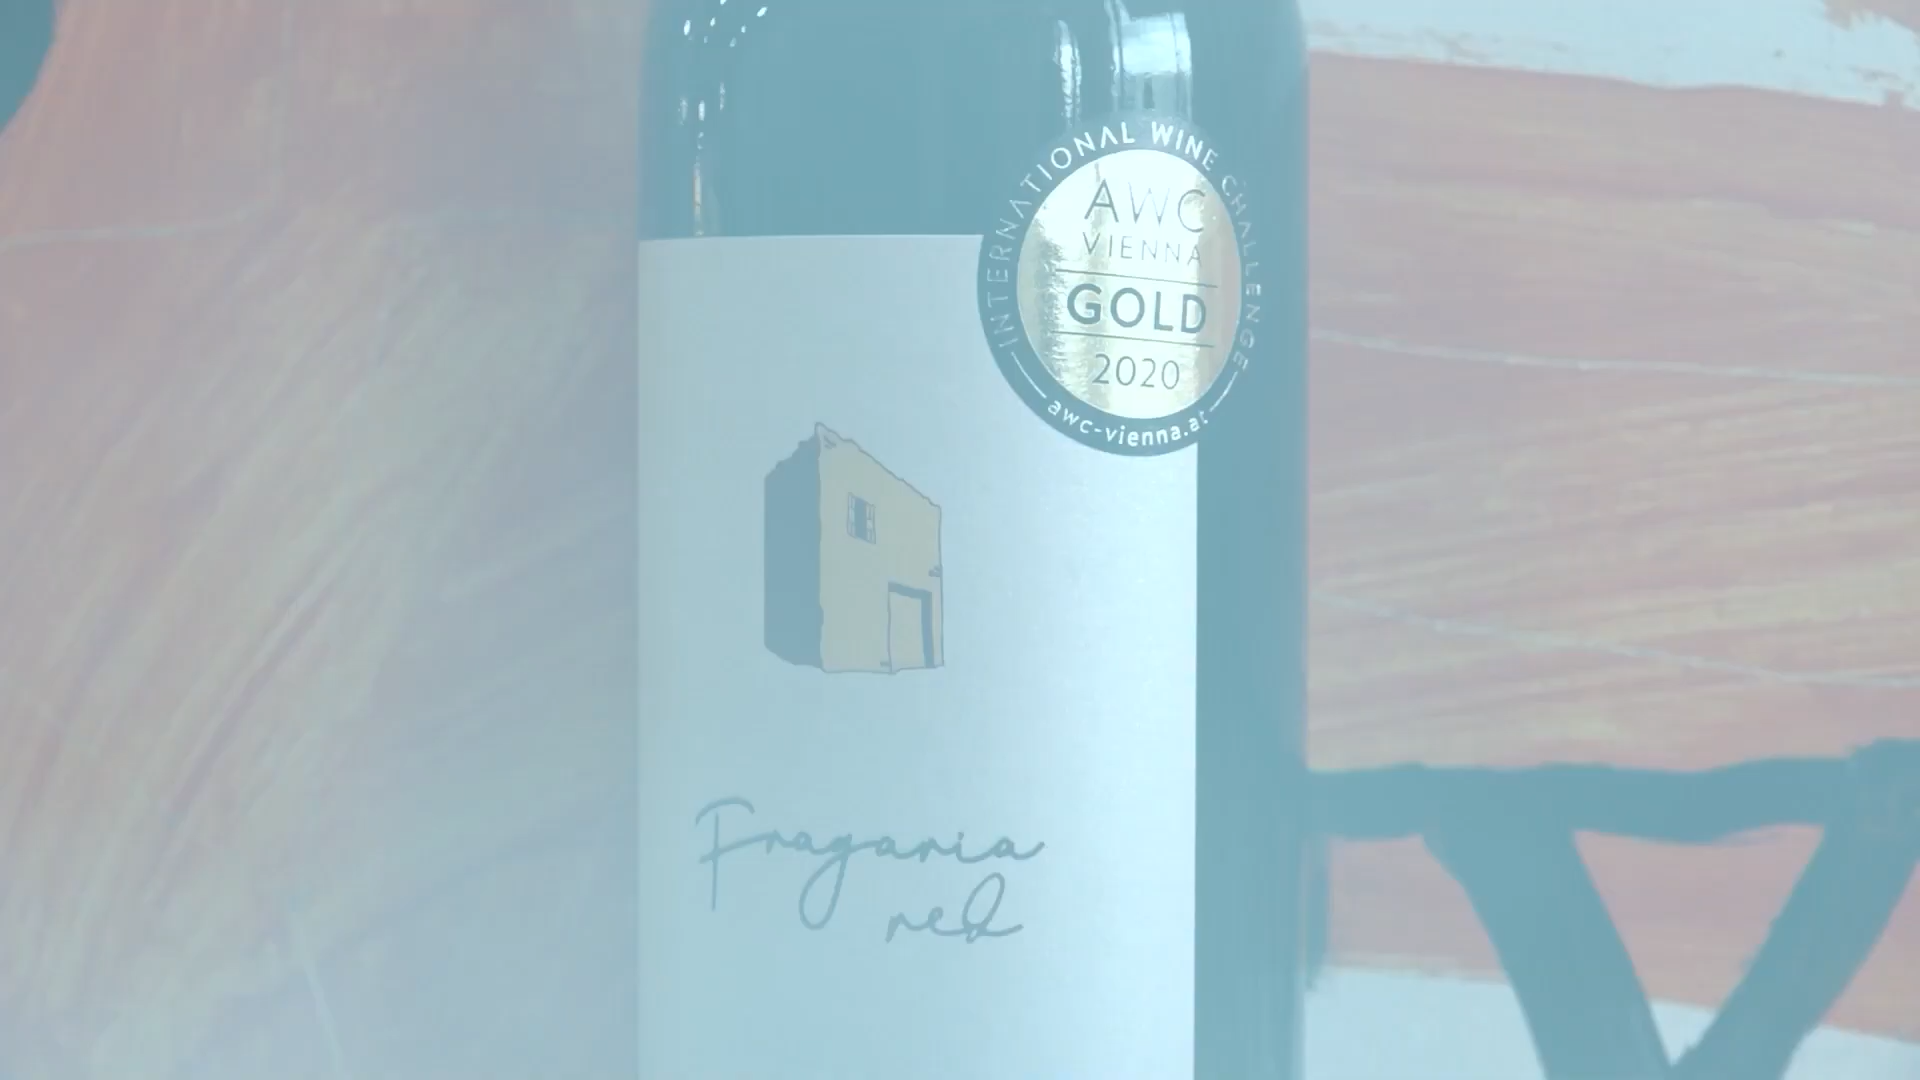 INTERNATIONAL WINE CHALLENGE
AWC
VIENNA
GOLD
2020
awc-vienna.at
Fragaria
red